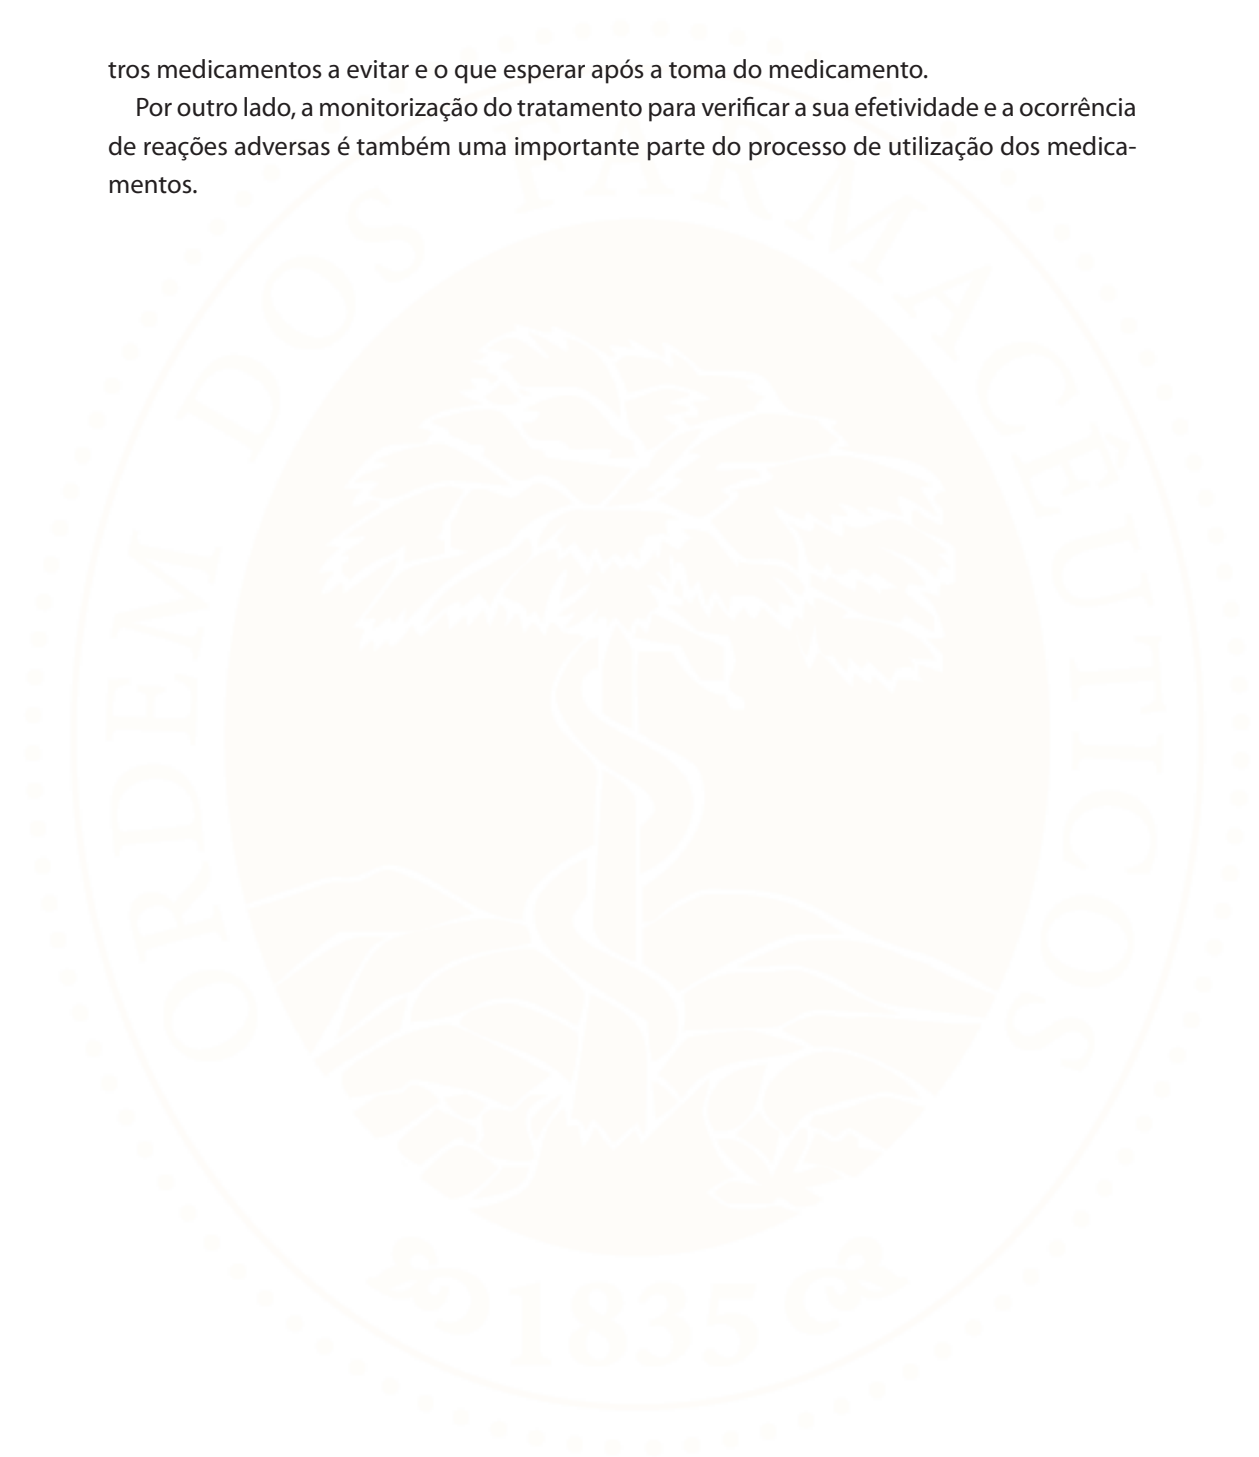 tros medicamentos a evitar e o que esperar após a toma do medicamento.
Por outro lado, a monitorização do tratamento para verificar a sua efetividade e a ocorrência
de reações adversas é também uma importante parte do processo de utilização dos medica-
mentos.
ORDEM DOS FARMACÊUTICOS
1835